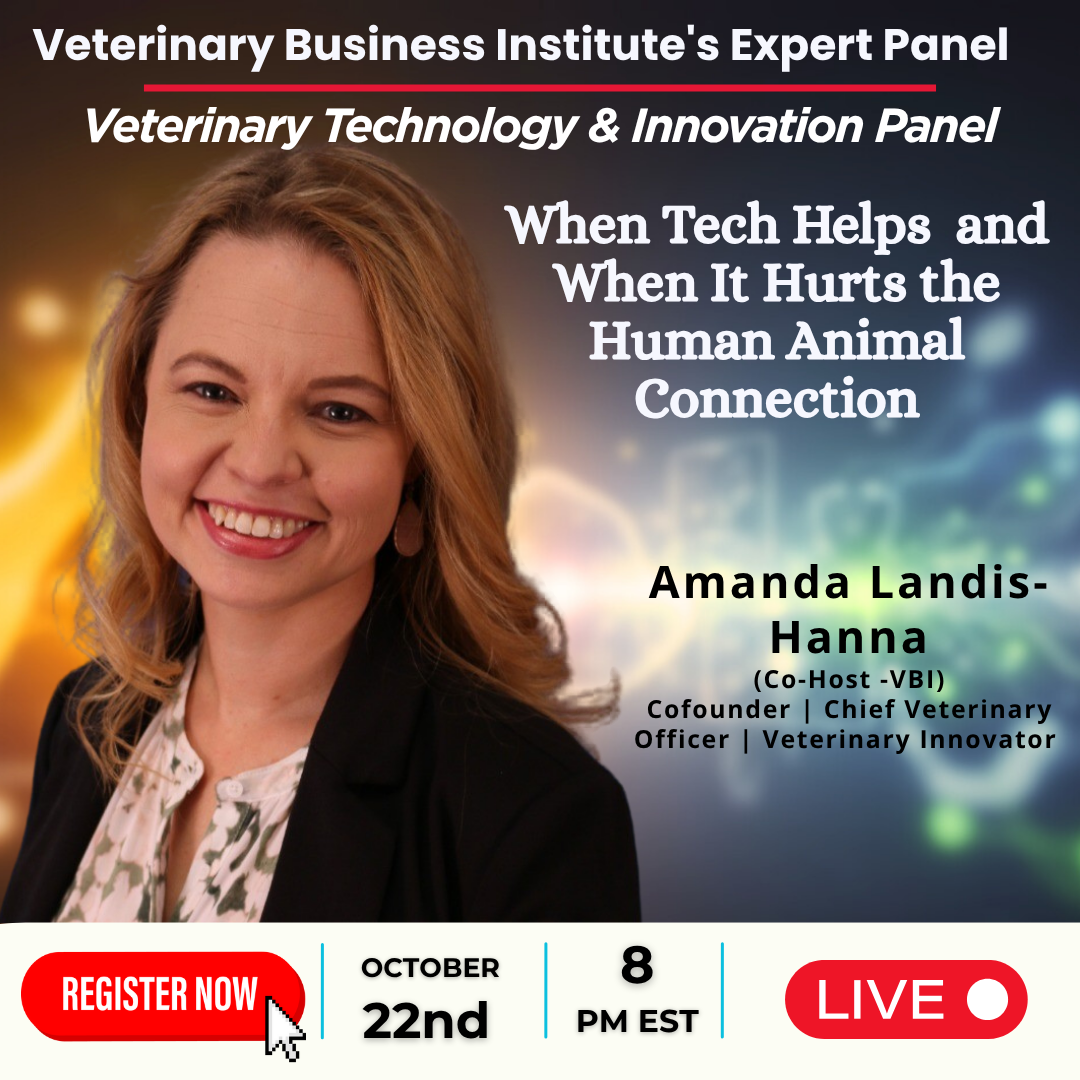 Veterinary Business Institute's Expert Panel
Veterinary Technology & Innovation Panel
When Tech Helps and
When It Hurts the
Human Animal
Connection
Amanda Landis-
Hanna
(Co-Host -VBI)
Cofounder | Chief Veterinary
Officer | Veterinary Innovator
REGISTER NOW
OCTOBER
22nd
8
PM EST
LIVE